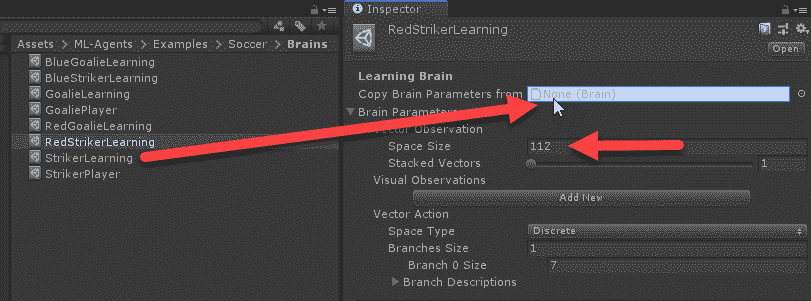 Assets > ML-Agents > Examples > Soccer > Brains
BlueGoalieLearning
BlueStrikerLearning
GoalieLearning
GoaliePlayer
RedGoalieLearning
RedStrikerLearning
StrikerLearning
StrikerPlayer
Inspector
RedStrikerLearning
Open
Learning Brain
Copy Brain Parameters from None (Brain)
Brain Parameters
Vector Observation
Space Size 112
Stacked Vectors 1
Visual Observations
Add New
Vector Action
Space Type Discrete
Branches Size 1
Branch 0 Size 7
Branch Descriptions